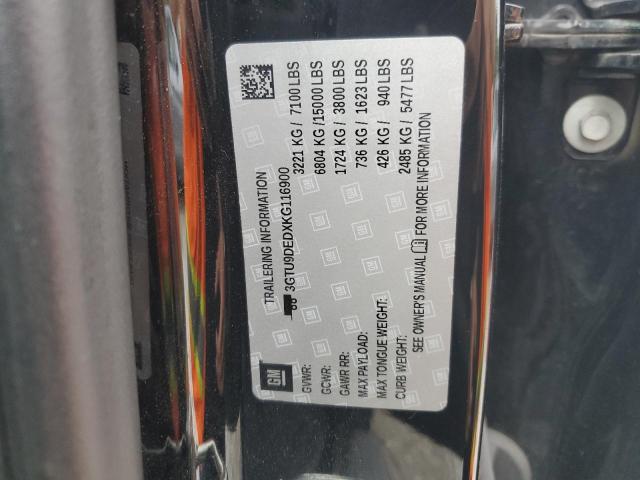 TRAILERING INFORMATION
3GTU9DEDXKG116900
GM
GVWR: 3221 KG / 7100 LBS
GCWR: 6804 KG /15000 LBS
GAWR RR: 1724 KG / 3800 LBS
MAX PAYLOAD: 736 KG / 1623 LBS
MAX TONGUE WEIGHT: 426 KG / 940 LBS
CURB WEIGHT: 2485 KG / 5477 LBS
SEE OWNER'S MANUAL FOR MORE INFORMATION